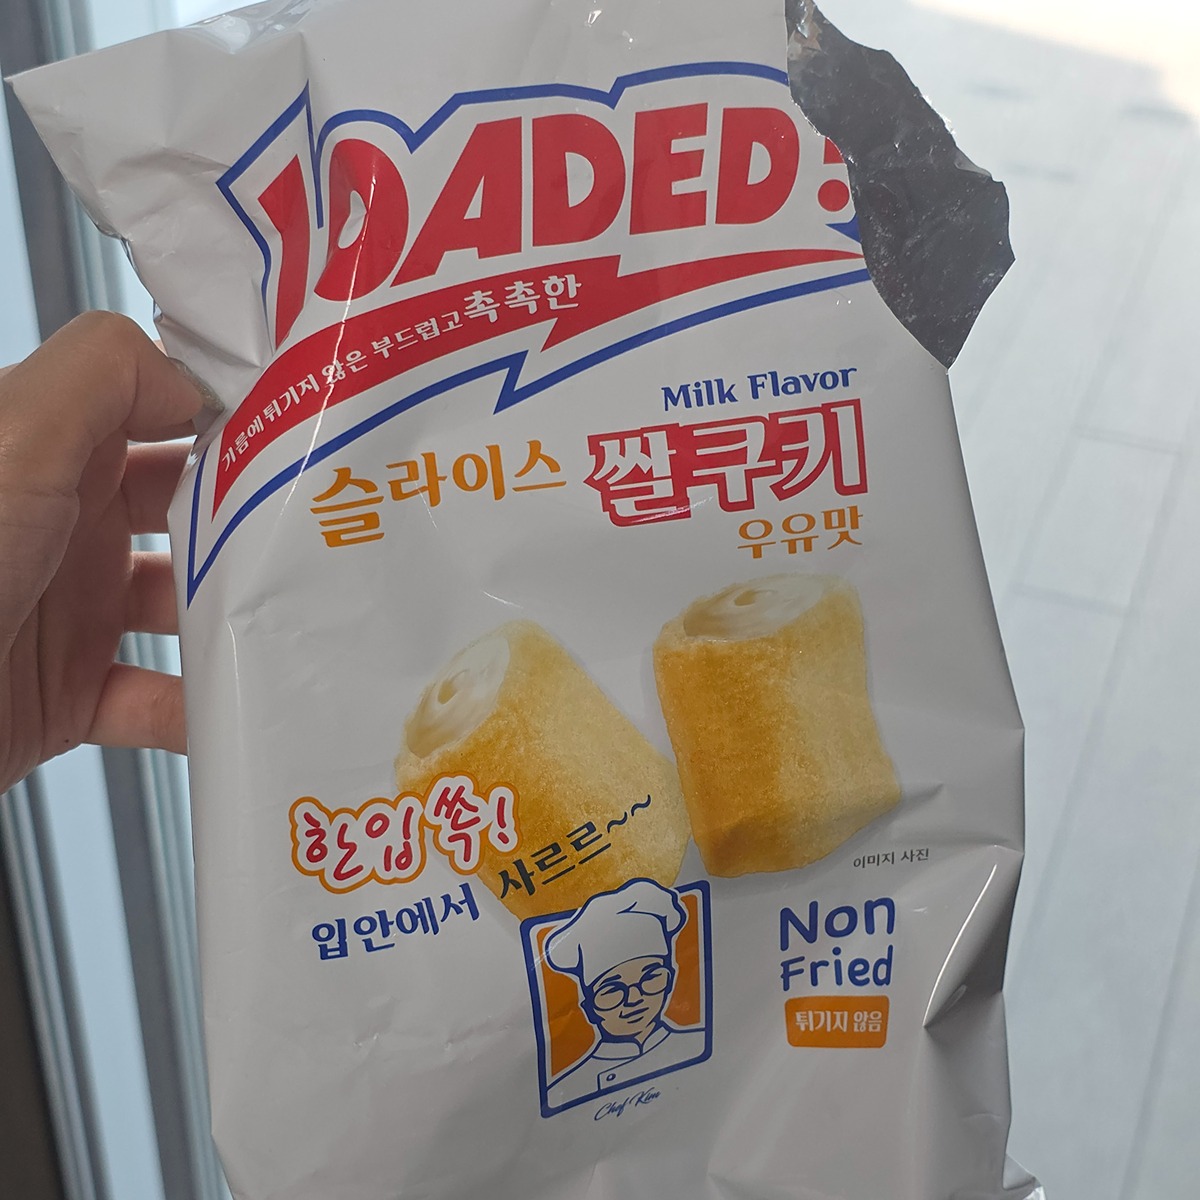 LOADED:
기름에 튀기지 않은 부드럽고 촉촉한
Milk Flavor
슬라이스 쌀쿠키
우유맛
한입 쏙!
입안에서 사르르~~
이미지 사진
Non
Fried
튀기지 않음
Chef Kim